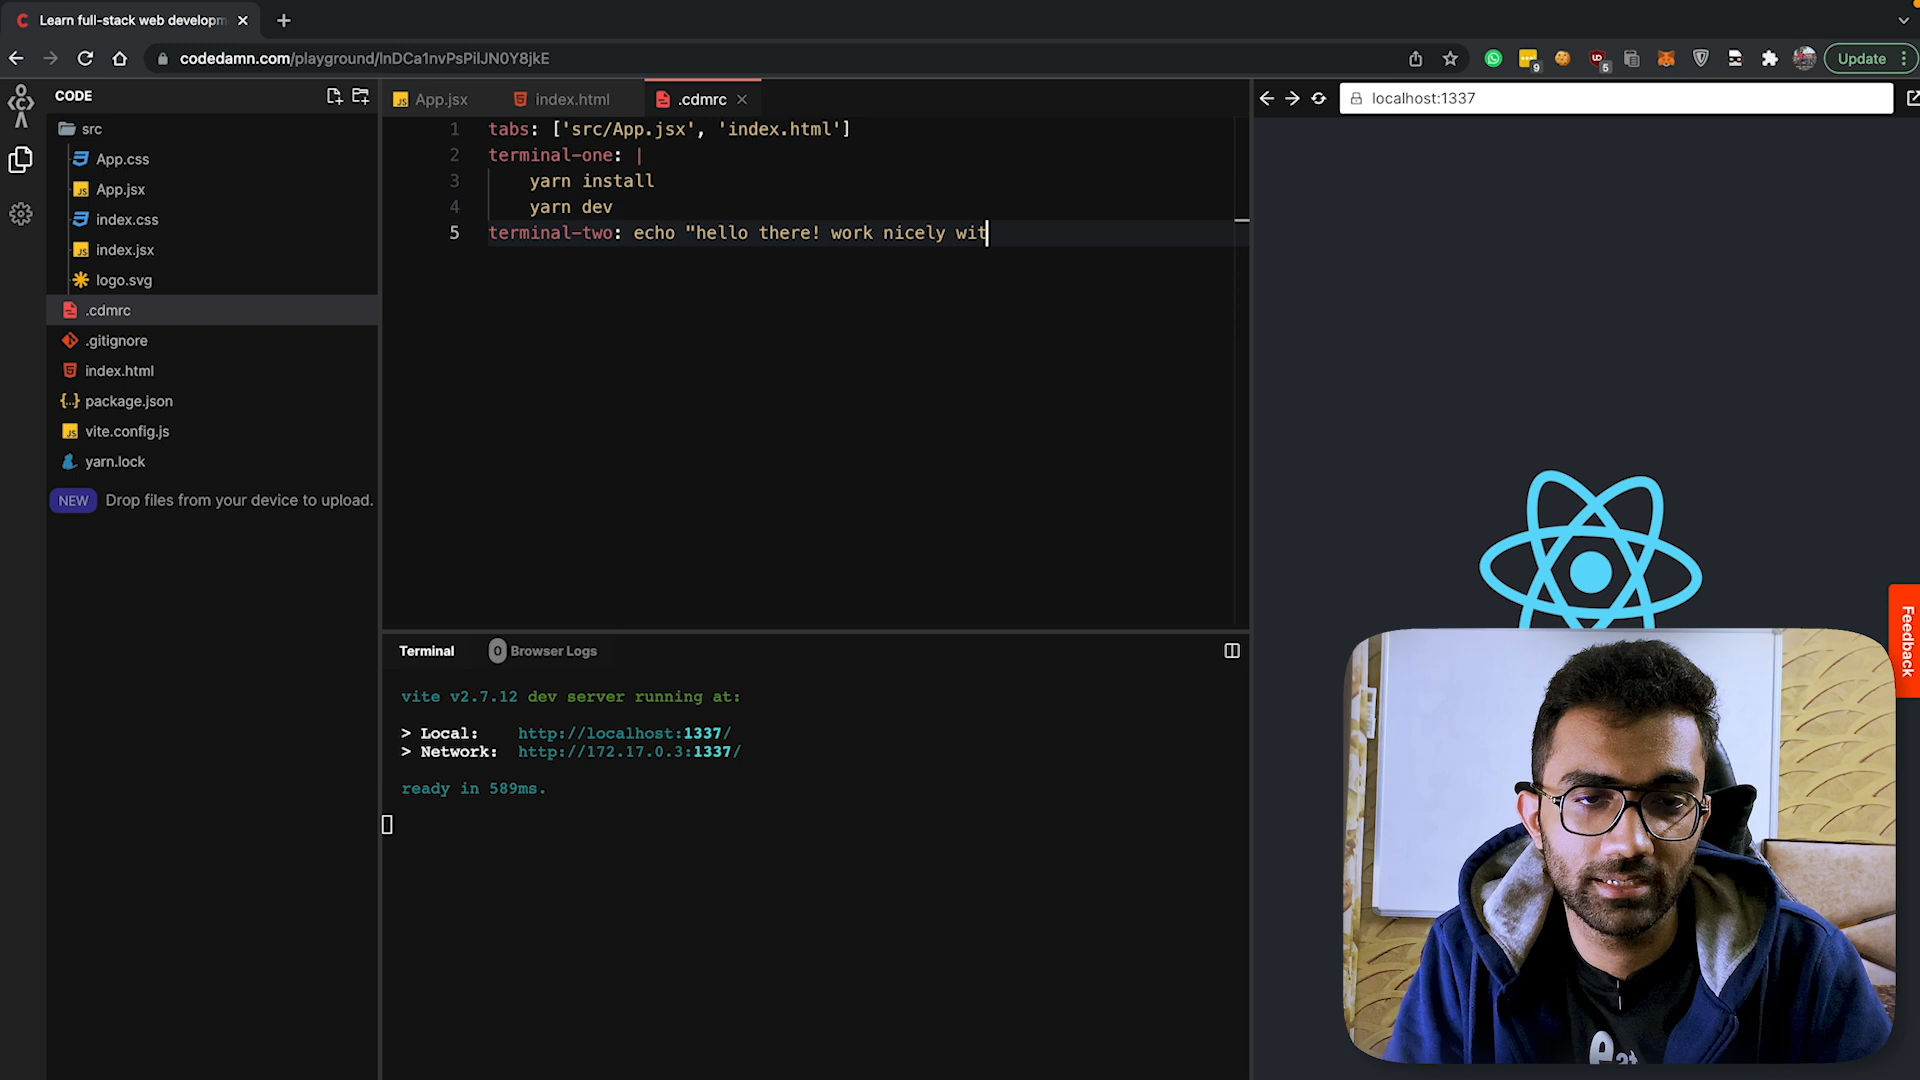 Learn full-stack web developm
codedamn.com/playground/lnDCa1nvPsPilJN0Y8jkE
9
5
Update
CODE
src
App.css
App.jsx
index.css
index.jsx
logo.svg
.cdmrc
.gitignore
index.html
package.json
vite.config.js
yarn.lock
NEW Drop files from your device to upload.
App.jsx
index.html
.cdmrc
1 tabs: ['src/App.jsx', 'index.html']
2 terminal-one: |
3 yarn install
4 yarn dev
5 terminal-two: echo "hello there! work nicely wit
Terminal
0 Browser Logs
vite v2.7.12 dev server running at:
> Local: http://localhost:1337/
> Network: http://172.17.0.3:1337/
ready in 589ms.
localhost:1337
Feedback
eat